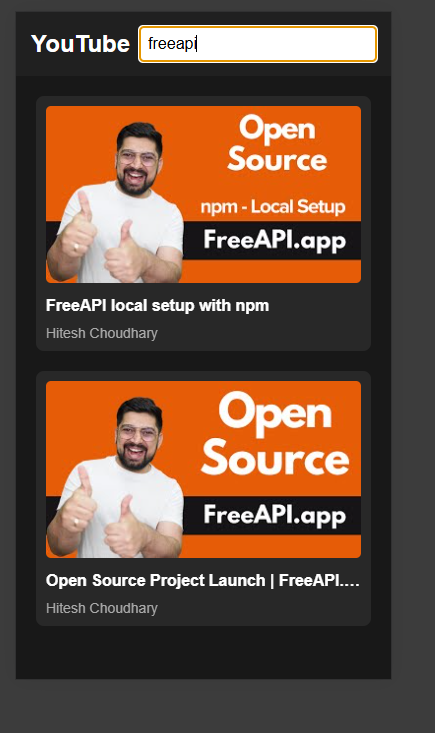 YouTube freeapi
Open
Source
npm - Local Setup
FreeAPI.app
FreeAPI local setup with npm
Hitesh Choudhary
Open
Source
FreeAPI.app
Open Source Project Launch | FreeAPI....
Hitesh Choudhary